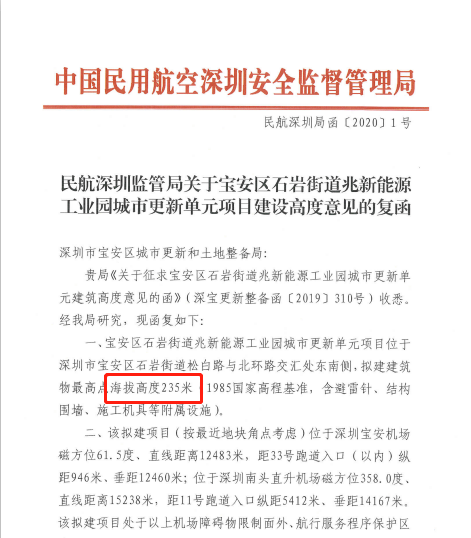 中国民用航空深圳安全监督管理局
民航深圳局函〔2020〕1号
民航深圳监管局关于宝安区石岩街道兆新能源
工业园城市更新单元项目建设高度意见的复函
深圳市宝安区城市更新和土地整备局：
贵局《关于征求宝安区石岩街道兆新能源工业园城市更新单
元建筑高度意见的函》（深宝更新整备函〔2019〕310号）收悉。
经我局研究，现函复如下：
一、宝安区石岩街道兆新能源工业园城市更新单元项目位于
深圳市宝安区石岩街道松白路与北环路交汇处东南侧，拟建建筑
物最高点海拔高度235米 1985国家高程基准，含避雷针、结构
围墙、施工机具等附属设施）。
二、该拟建项目（按最近地块角点考虑）位于深圳宝安机场
磁方位61.5度、直线距离12483米，距33号跑道入口（以内）纵
距946米、垂距12460米；位于深圳南头直升机场磁方位358.0度、
直线距离15238米，距11号跑道入口纵距5412米、垂距14167米。
该拟建项目处于以上机场障碍物限制面外、航行服务程序保护区